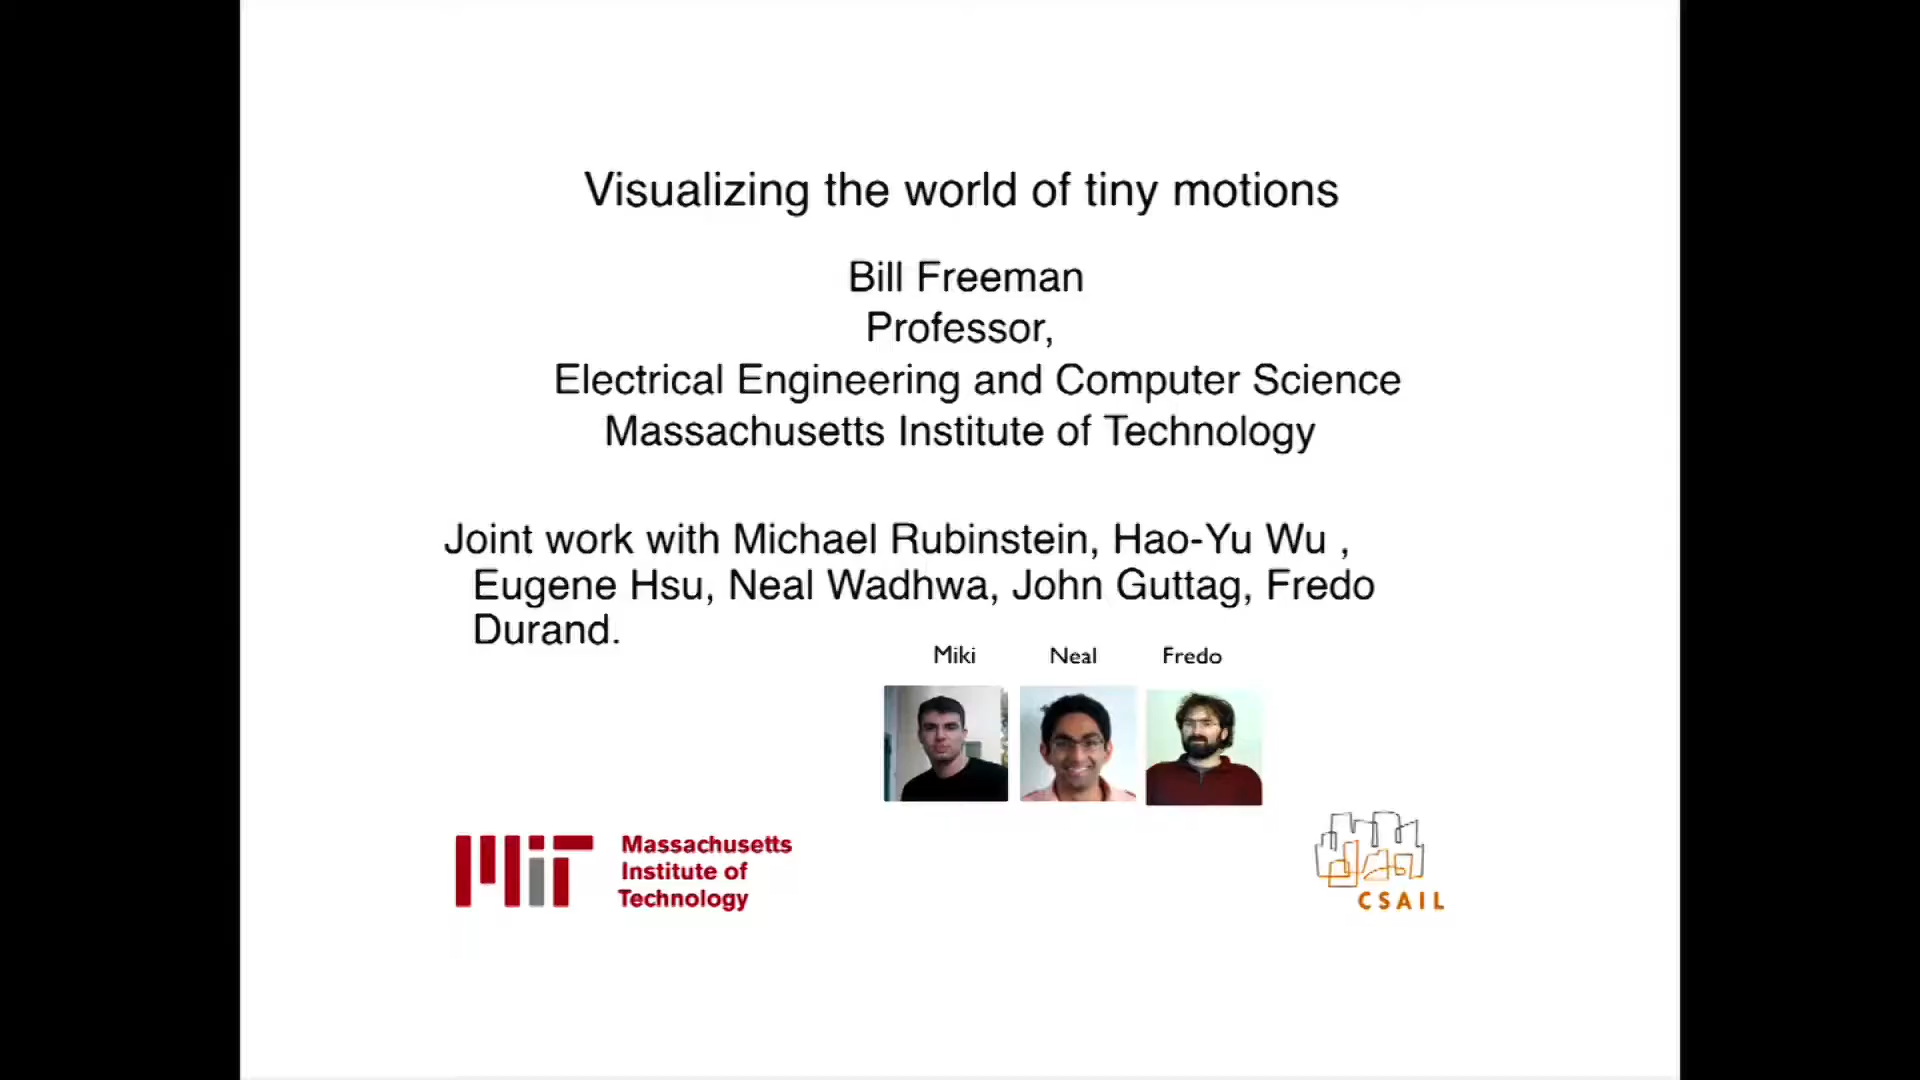 Visualizing the world of tiny motions
Bill Freeman
Professor,
Electrical Engineering and Computer Science
Massachusetts Institute of Technology
Joint work with Michael Rubinstein, Hao-Yu Wu ,
Eugene Hsu, Neal Wadhwa, John Guttag, Fredo
Durand.
Miki Neal Fredo
MIT
Massachusetts
Institute of
Technology
CSAIL